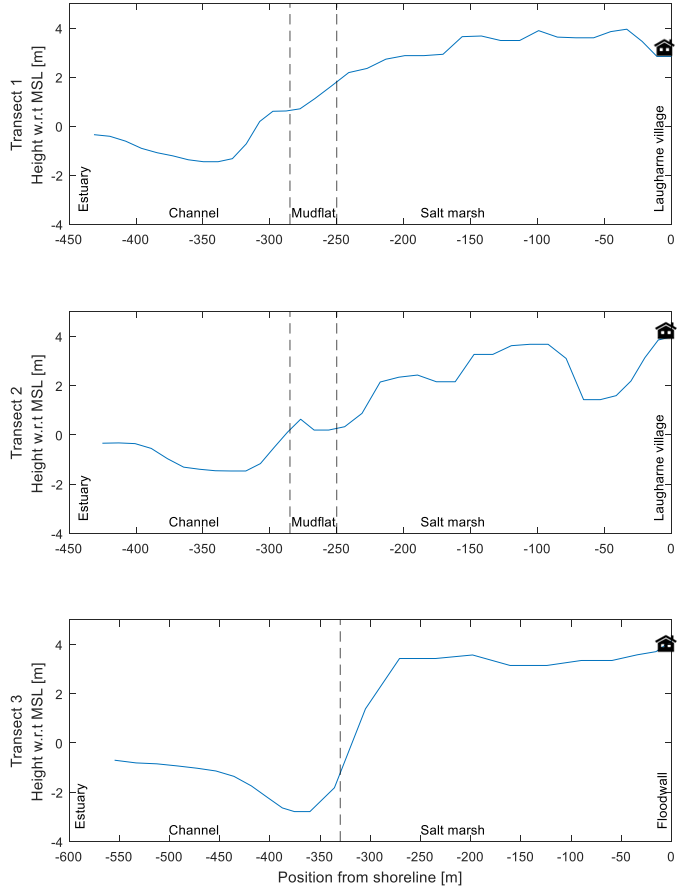 Transect 1
Height w.r.t MSL [m]
4
2
0
-2
-4
Estuary
Channel
Mudflat
Salt marsh
Laugharne village
-450 -400 -350 -300 -250 -200 -150 -100 -50 0
Transect 2
Height w.r.t MSL [m]
4
2
0
-2
-4
Estuary
Channel
Mudflat
Salt marsh
Laugharne village
-450 -400 -350 -300 -250 -200 -150 -100 -50 0
Transect 3
Height w.r.t MSL [m]
4
2
0
-2
-4
Estuary
Channel
Salt marsh
Floodwall
-600 -550 -500 -450 -400 -350 -300 -250 -200 -150 -100 -50 0
Position from shoreline [m]